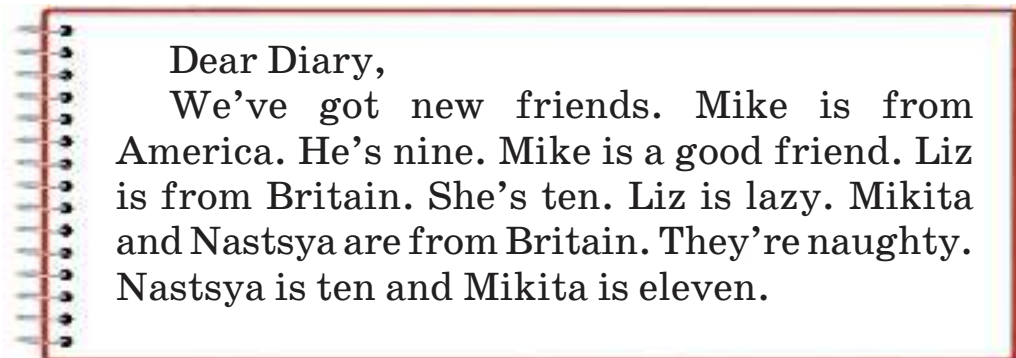 Dear Diary,
We’ve got new friends. Mike is from
America. He’s nine. Mike is a good friend. Liz
is from Britain. She’s ten. Liz is lazy. Mikita
and Nastsya are from Britain. They’re naughty.
Nastsya is ten and Mikita is eleven.